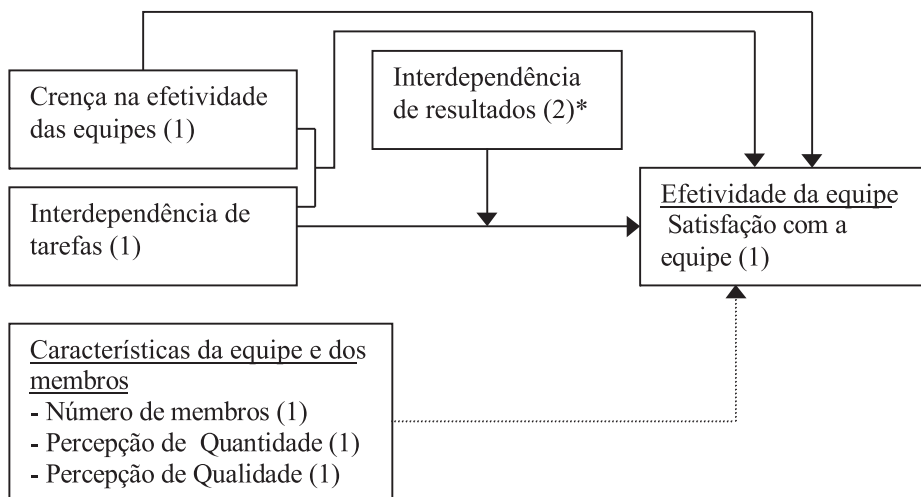 Crença na efetividade
das equipes (1)
Interdependência
de resultados (2)*
Interdependência de
tarefas (1)
Efetividade da equipe
Satisfação com a
equipe (1)
Características da equipe e dos
membros
- Número de membros (1)
- Percepção de Quantidade (1)
- Percepção de Qualidade (1)